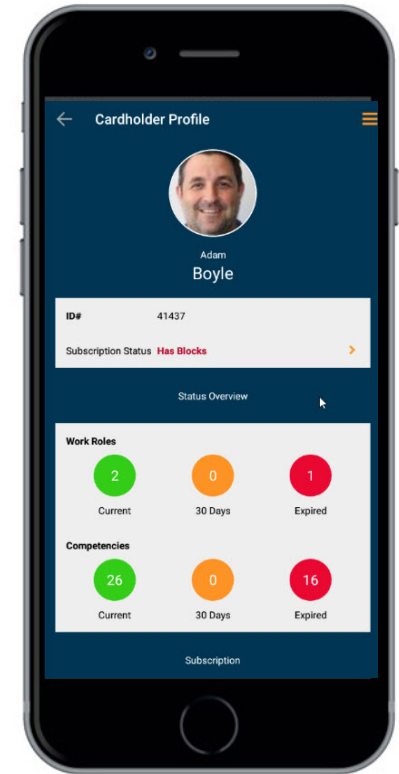 Cardholder Profile
Adam
Boyle
ID# 41437
Subscription Status Has Blocks
Status Overview
Work Roles
2 0 1
Current 30 Days Expired
Competencies
26 0 16
Current 30 Days Expired
Subscription